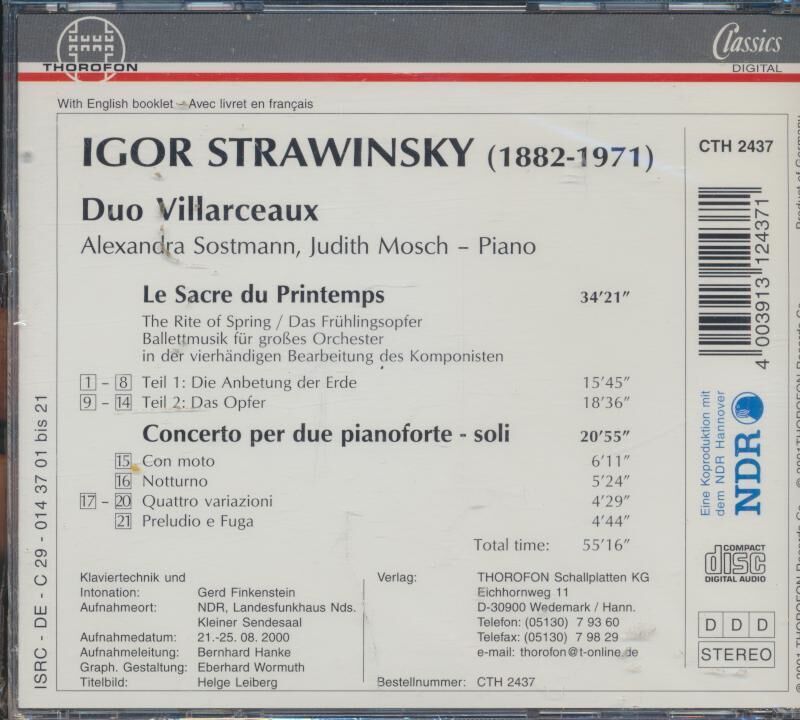 THOROFON
Classics
DIGITAL
With English booklet – Avec livret en français
IGOR STRAWINSKY (1882-1971)
Duo Villarceaux
Alexandra Sostmann, Judith Mosch – Piano
Le Sacre du Printemps 34'21"
The Rite of Spring / Das Frühlingsopfer
Ballettmusik für großes Orchester
in der vierhändigen Bearbeitung des Komponisten
1 – 8 Teil 1: Die Anbetung der Erde 15'45"
9 – 14 Teil 2: Das Opfer 18'36"
Concerto per due pianoforte - soli 20'55"
15 Con moto 6'11"
16 Notturno 5'24"
17 – 20 Quattro variazioni 4'29"
21 Preludio e Fuga 4'44"
Total time: 55'16"
Klaviertechnik und
Intonation: Gerd Finkenstein
Aufnahmeort: NDR, Landesfunkhaus Nds.
Kleiner Sendesaal
Aufnahmedatum: 21.-25. 08. 2000
Aufnahmeleitung: Bernhard Hanke
Graph. Gestaltung: Eberhard Wormuth
Titelbild: Helge Leiberg
Verlag: THOROFON Schallplatten KG
Eichhornweg 11
D-30900 Wedemark / Hann.
Telefon: (05130) 7 93 60
Telefax: (05130) 7 98 29
e-mail: thorofon@t-online.de
Bestellnummer: CTH 2437
ISRC - DE - C 29 - 014 37 01 bis 21
CTH 2437
4 003913 124371
Eine Koproduktion mit
dem NDR Hannover
NDR
COMPACT
disc
DIGITAL AUDIO
D D D
STEREO
Product of Germany